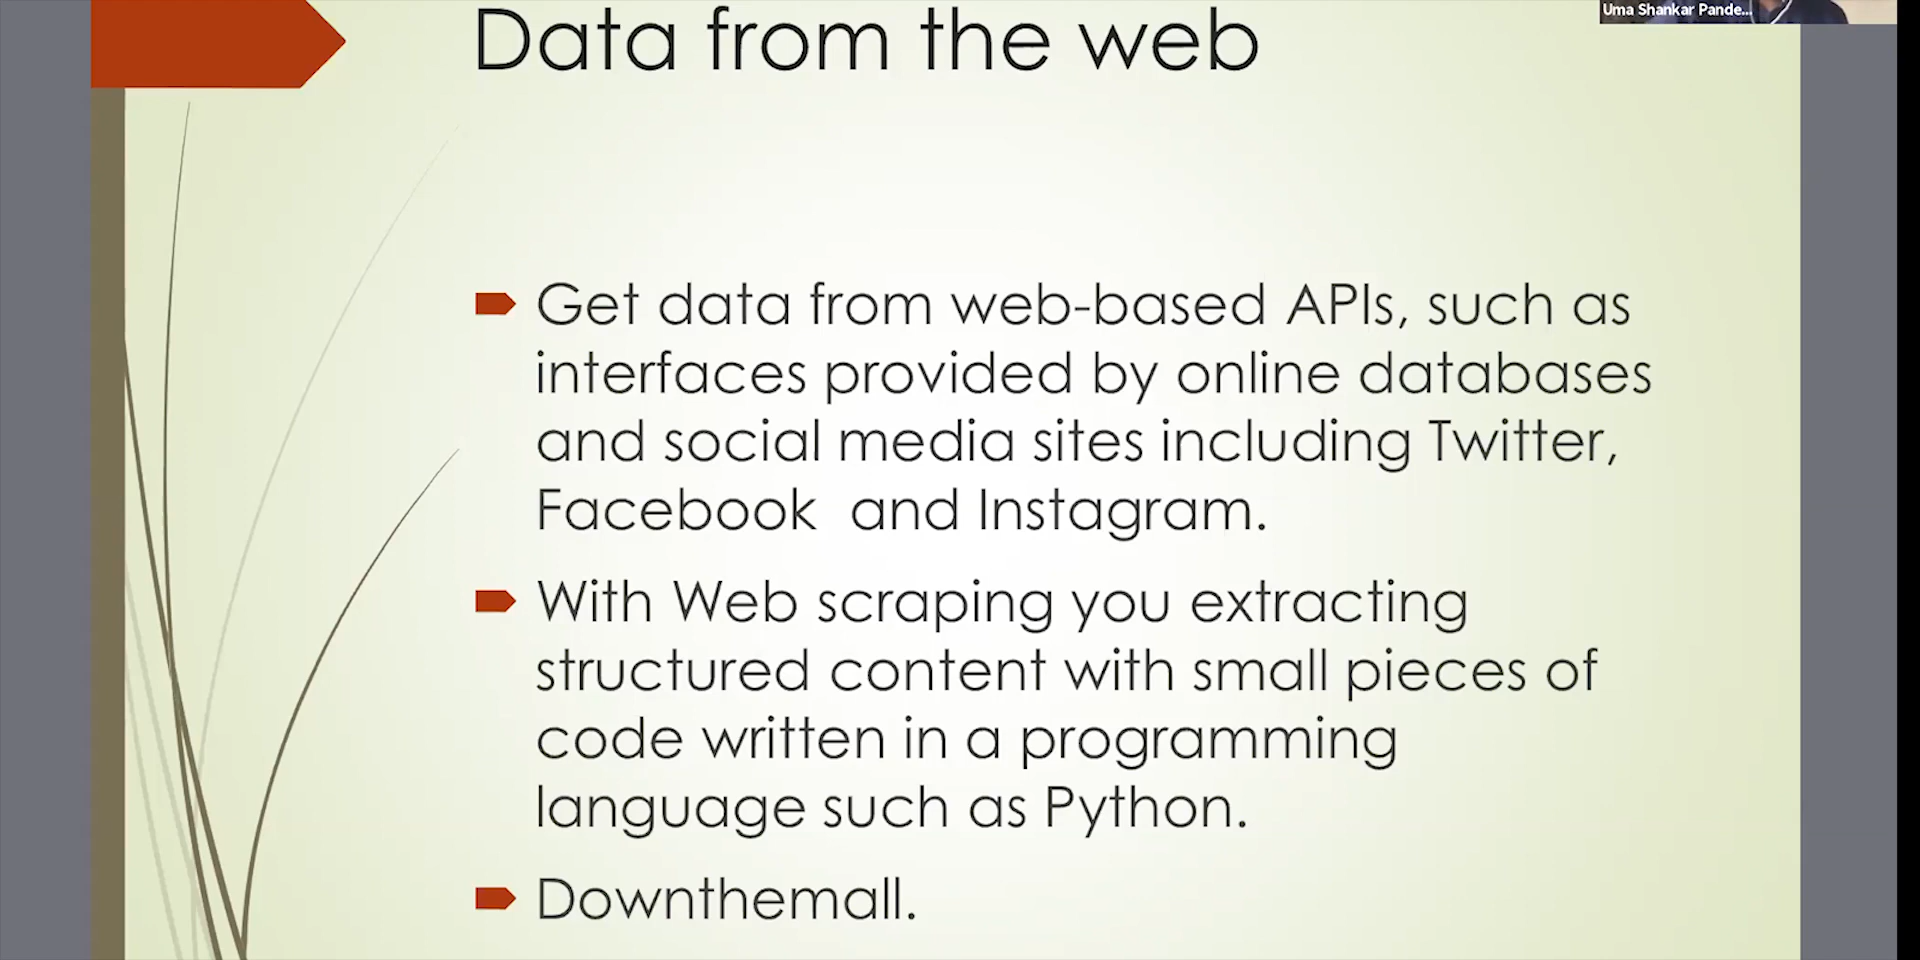 Uma Shankar Pande...
Data from the web
Get data from web-based APIs, such as
interfaces provided by online databases
and social media sites including Twitter,
Facebook  and Instagram.
With Web scraping you extracting
structured content with small pieces of
code written in a programming
language such as Python.
Downthemall.